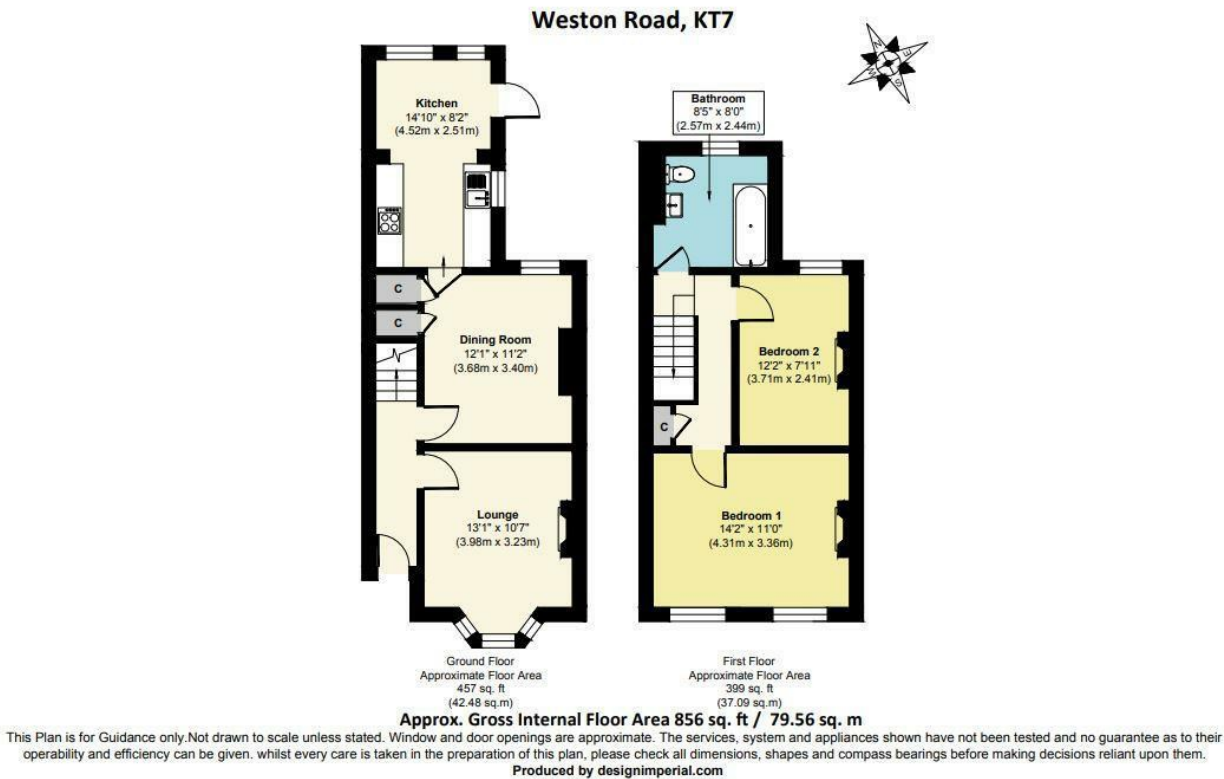 Weston Road, KT7
N
E
S
W
Kitchen
14'10" x 8'2"
(4.52m x 2.51m)
C
C
Dining Room
12'1" x 11'2"
(3.68m x 3.40m)
Lounge
13'1" x 10'7"
(3.98m x 3.23m)
Ground Floor
Approximate Floor Area
457 sq. ft
(42.48 sq.m)
Bathroom
8'5" x 8'0"
(2.57m x 2.44m)
Bedroom 2
12'2" x 7'11"
(3.71m x 2.41m)
C
Bedroom 1
14'2" x 11'0"
(4.31m x 3.36m)
First Floor
Approximate Floor Area
399 sq. ft
(37.09 sq.m)
Approx. Gross Internal Floor Area 856 sq. ft / 79.56 sq. m
This Plan is for Guidance only.Not drawn to scale unless stated. Window and door openings are approximate. The services, system and appliances shown have not been tested and no guarantee as to their
operability and efficiency can be given. whilst every care is taken in the preparation of this plan, please check all dimensions, shapes and compass bearings before making decisions reliant upon them.
Produced by designimperial.com